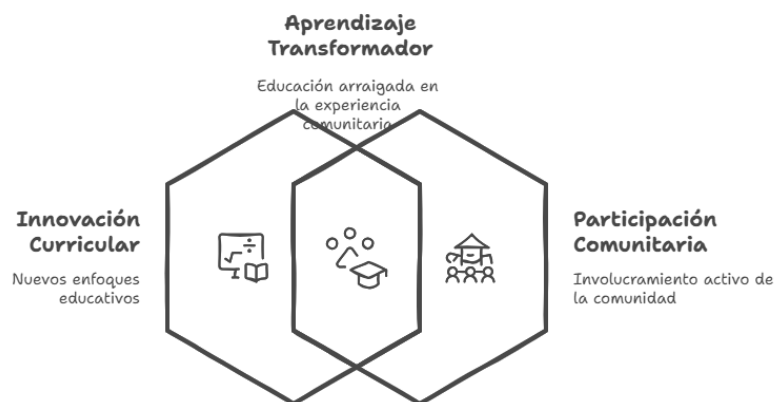 Aprendizaje
Transformador
Educación arraigada en
la experiencia
comunitaria
Innovación
Curricular
Nuevos enfoques
educativos
Participación
Comunitaria
Involucramiento activo de
la comunidad